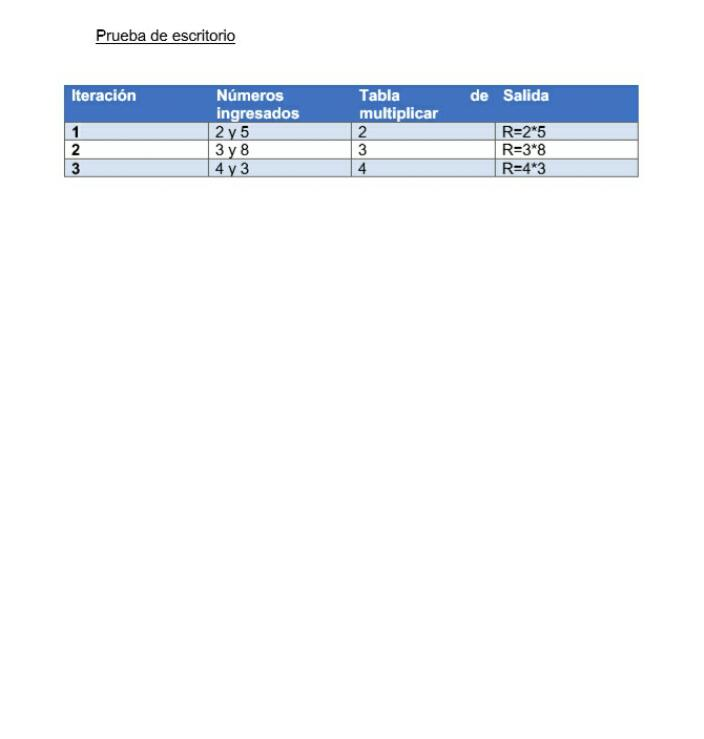 Prueba de escritorio
Iteración Números ingresados Tabla de multiplicar Salida
1 2 y 5 2 R=2*5
2 3 y 8 3 R=3*8
3 4 y 3 4 R=4*3